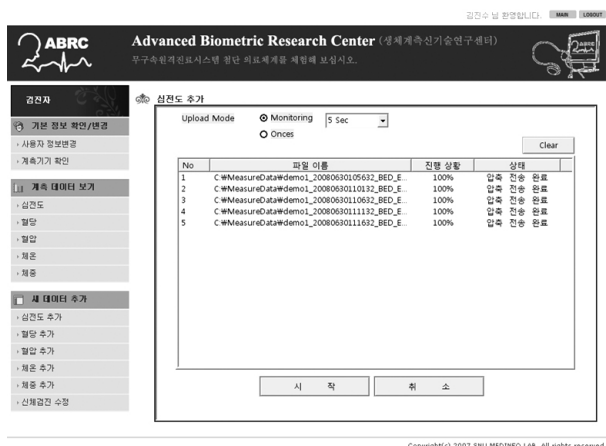 김진수 님 환영합니다. MAIN LOGOUT
ABRC
Advanced Biometric Research Center (생체계측신기술연구센터)
무구속원격진료시스템 첨단 의료체계를 체험해 보십시오.
ABRC
검진자
기본 정보 확인/변경
사용자 정보변경
계측기기 확인
계측 데이터 보기
심전도
혈당
혈압
체온
체중
새 데이터 추가
심전도 추가
혈당 추가
혈압 추가
체온 추가
체중 추가
신체검진 수정
심전도 추가
Upload Mode Monitoring 5 Sec
Onces
Clear
No 파일 이름 진행 상황 상태
1 C:₩MeasureData₩demo1_20080630105632_BED_E... 100% 압축 전송 완료
2 C:₩MeasureData₩demo1_20080630110132_BED_E... 100% 압축 전송 완료
3 C:₩MeasureData₩demo1_20080630110632_BED_E... 100% 압축 전송 완료
4 C:₩MeasureData₩demo1_20080630111132_BED_E... 100% 압축 전송 완료
5 C:₩MeasureData₩demo1_20080630111632_BED_E... 100% 압축 전송 완료
시 작 취 소
Copyright(c) 2007 SNU MEDINFO LAB. All rights reserved.